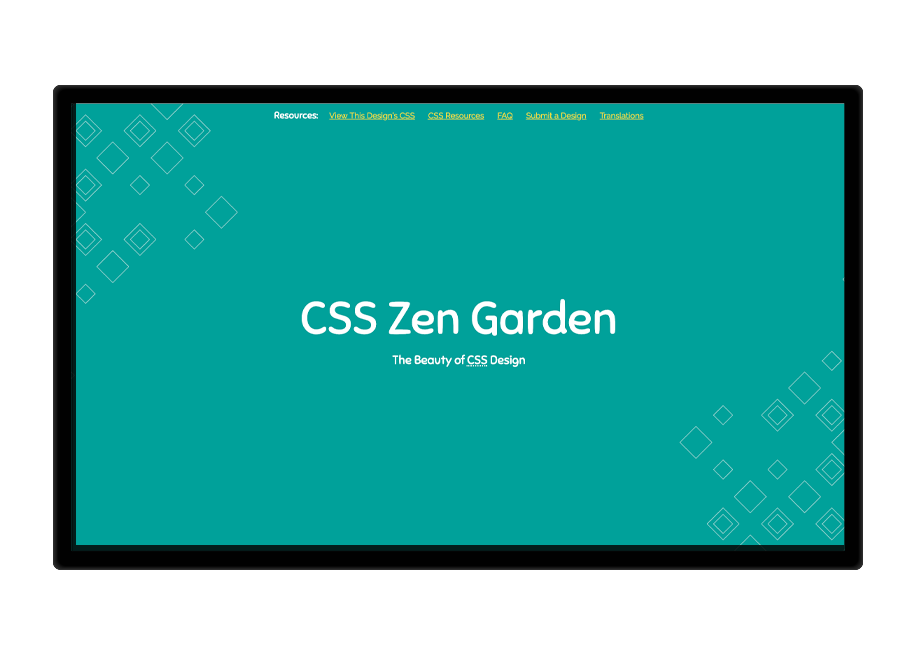 Resources: View This Design's CSS CSS Resources FAQ Submit a Design Translations
CSS Zen Garden
The Beauty of CSS Design